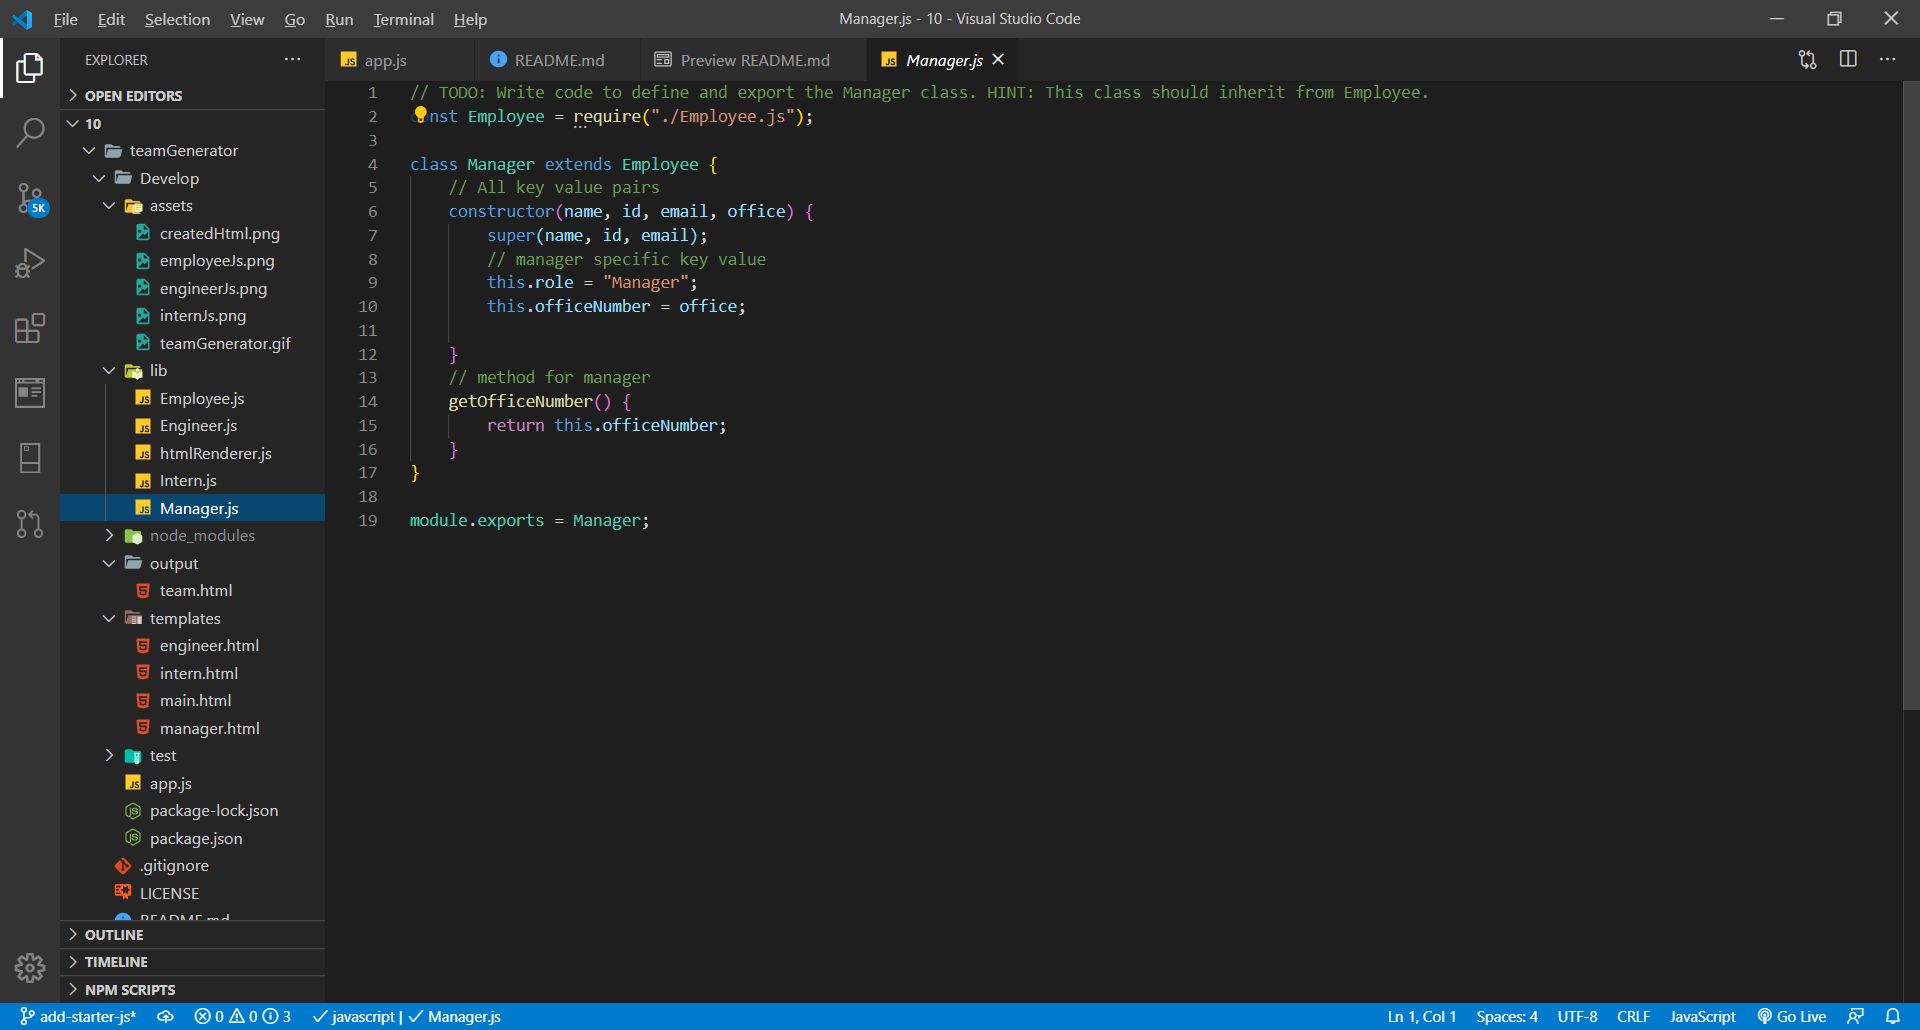 File Edit Selection View Go Run Terminal Help
Manager.js - 10 - Visual Studio Code
EXPLORER
app.js
README.md
Preview README.md
Manager.js
OPEN EDITORS
10
teamGenerator
Develop
assets
createdHtml.png
employeeJs.png
engineerJs.png
internJs.png
teamGenerator.gif
lib
Employee.js
Engineer.js
htmlRenderer.js
Intern.js
Manager.js
node_modules
output
team.html
templates
engineer.html
intern.html
main.html
manager.html
test
app.js
package-lock.json
package.json
.gitignore
LICENSE
README.md
OUTLINE
TIMELINE
NPM SCRIPTS
5K
1 // TODO: Write code to define and export the Manager class. HINT: This class should inherit from Employee.
2 nst Employee = require("./Employee.js");
3
4 class Manager extends Employee {
5 // All key value pairs
6 constructor(name, id, email, office) {
7 super(name, id, email);
8 // manager specific key value
9 this.role = "Manager";
10 this.officeNumber = office;
11
12 }
13 // method for manager
14 getOfficeNumber() {
15 return this.officeNumber;
16 }
17 }
18
19 module.exports = Manager;
add-starter-js* 0 0 3 javascript | Manager.js Ln 1, Col 1 Spaces: 4 UTF-8 CRLF JavaScript Go Live